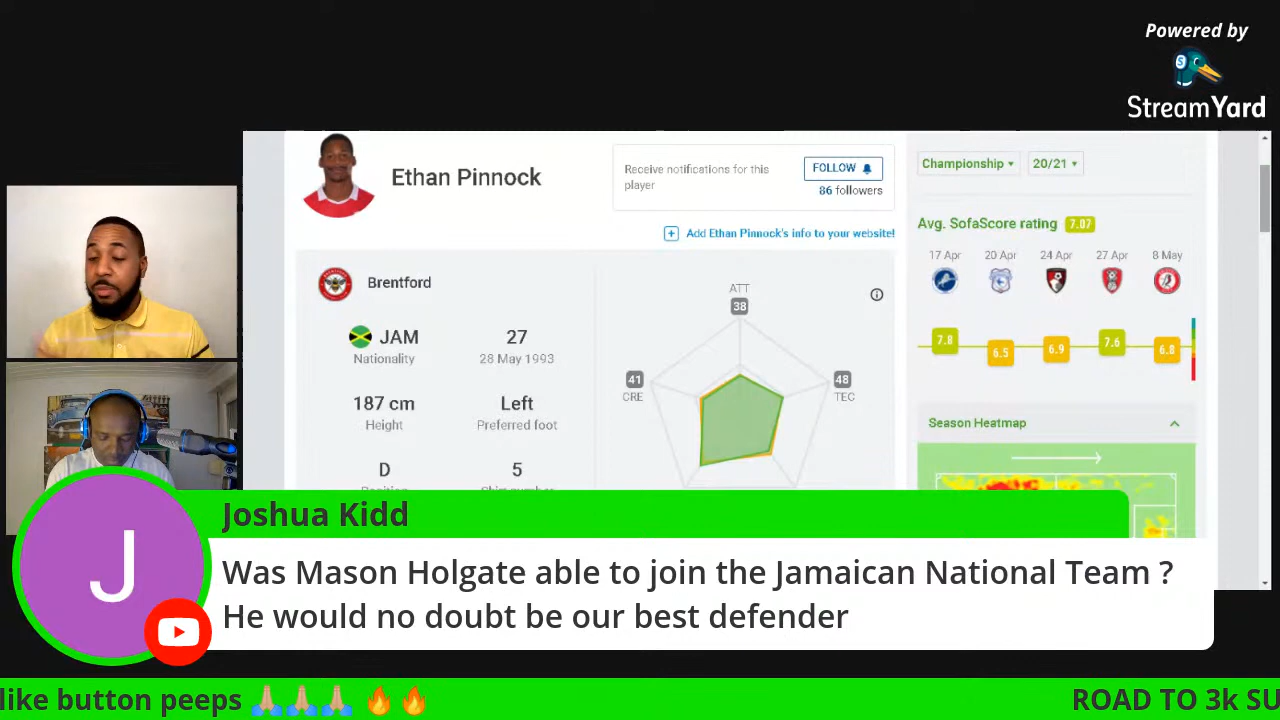 Powered by
StreamYard
Ethan Pinnock
Receive notifications for this player
FOLLOW
86 followers
Add Ethan Pinnock's info to your website!
Championship
20/21
Avg. SofaScore rating 7.07
17 Apr 20 Apr 24 Apr 27 Apr 8 May
7.8 6.5 6.9 7.6 6.8
Brentford
JAM
Nationality
27
28 May 1993
187 cm
Height
Left
Preferred foot
D
5
ATT
38
41
CRE
48
TEC
Season Heatmap
J
Joshua Kidd
Was Mason Holgate able to join the Jamaican National Team ?
He would no doubt be our best defender
like button peeps 🙏🏼🙏🏼🙏🏼 🔥🔥
ROAD TO 3k SU